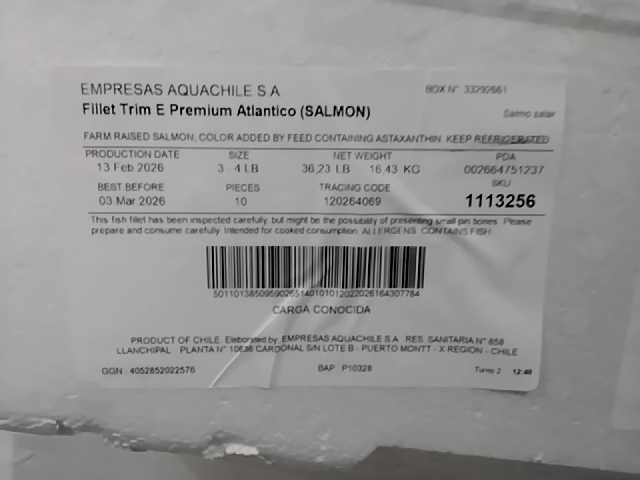 EMPRESAS AQUACHILE S.A
BOX N° 33292661
Fillet Trim E Premium Atlantico (SALMON)
Salmo salar
FARM RAISED SALMON, COLOR ADDED BY FEED CONTAINING ASTAXANTHIN. KEEP REFRIGERATED
PRODUCTION DATE SIZE NET WEIGHT PDA
13 Feb 2026 3 - 4 LB 36,23 LB 16,43 KG 002664751237
BEST BEFORE PIECES TRACING CODE SKU
03 Mar 2026 10 120264069 1113256
This fish fillet has been inspected carefully, but might be the possibility of presenting small pin bones. Please
prepare and consume carefully. Intended for cooked consumption. ALLERGENS: CONTAINS FISH
CARGA CONOCIDA
PRODUCT OF CHILE. Elaborated by: EMPRESAS AQUACHILE S.A. RES. SANITARIA N° 858
LLANCHIPAL PLANTA N° 10636 CARDONAL S/N LOTE B - PUERTO MONTT - X REGION - CHILE
GGN : 4052852022576 BAP : P10328 Turno 2 12:40